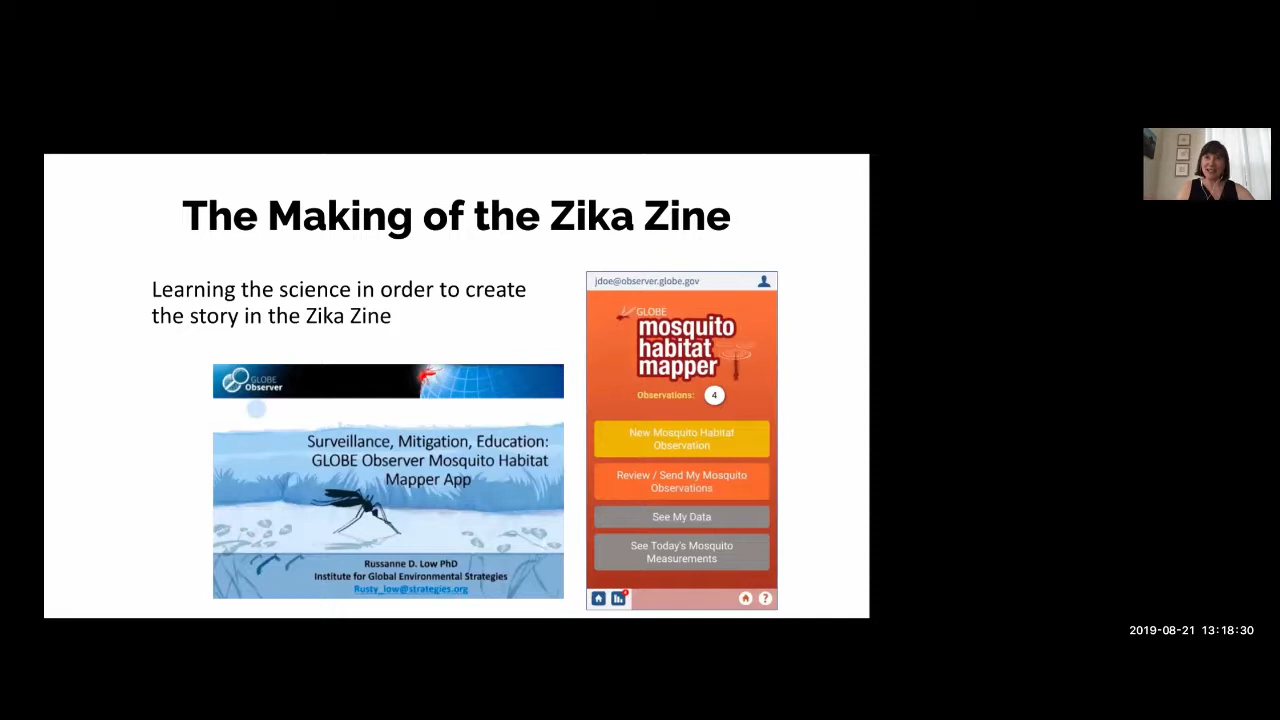 The Making of the Zika Zine
Learning the science in order to create
the story in the Zika Zine
GLOBE
Observer
Surveillance, Mitigation, Education:
GLOBE Observer Mosquito Habitat
Mapper App
Russanne D. Low PhD
Institute for Global Environmental Strategies
Rusty_low@strategies.org
jdoe@observer.globe.gov
GLOBE
mosquito
habitat
mapper
Observations: 4
New Mosquito Habitat
Observation
Review / Send My Mosquito
Observations
See My Data
See Today's Mosquito
Measurements
?
2019-08-21 13:18:30